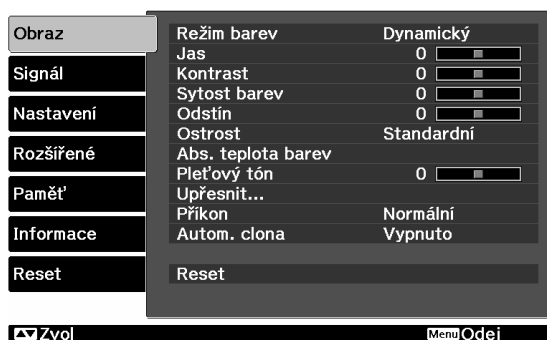 Obraz
Signál
Nastavení
Rozšířené
Paměť
Informace
Reset
Režim barev Dynamický
Jas 0
Kontrast 0
Sytost barev 0
Odstín 0
Ostrost Standardní
Abs. teplota barev
Pleťový tón 0
Upřesnit...
Příkon Normální
Autom. clona Vypnuto
Reset
Zvol Menu Odej